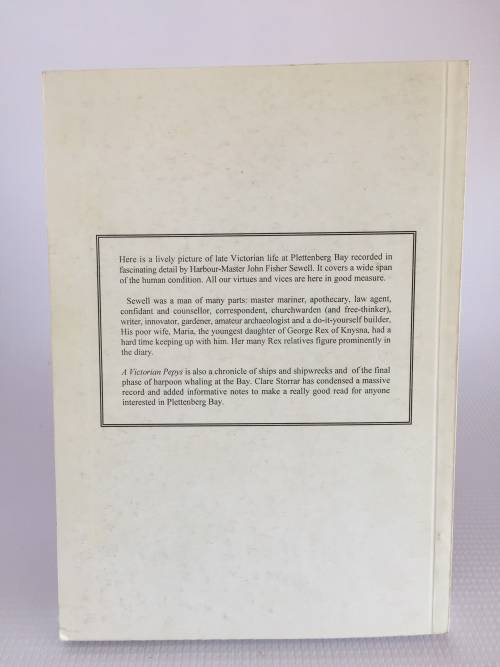 Here is a lively picture of late Victorian life at Plettenberg Bay recorded in
fascinating detail by Harbour-Master John Fisher Sewell. It covers a wide span
of the human condition. All our virtues and vices are here in good measure.
Sewell was a man of many parts: master mariner, apothecary, law agent,
confidant and counsellor, correspondent, churchwarden (and free-thinker),
writer, innovator, gardener, amateur archaeologist and a do-it-yourself builder.
His poor wife, Maria, the youngest daughter of George Rex of Knysna, had a
hard time keeping up with him. Her many Rex relatives figure prominently in
the diary.
A Victorian Pepys is also a chronicle of ships and shipwrecks and of the final
phase of harpoon whaling at the Bay. Clare Storrar has condensed a massive
record and added informative notes to make a really good read for anyone
interested in Plettenberg Bay.